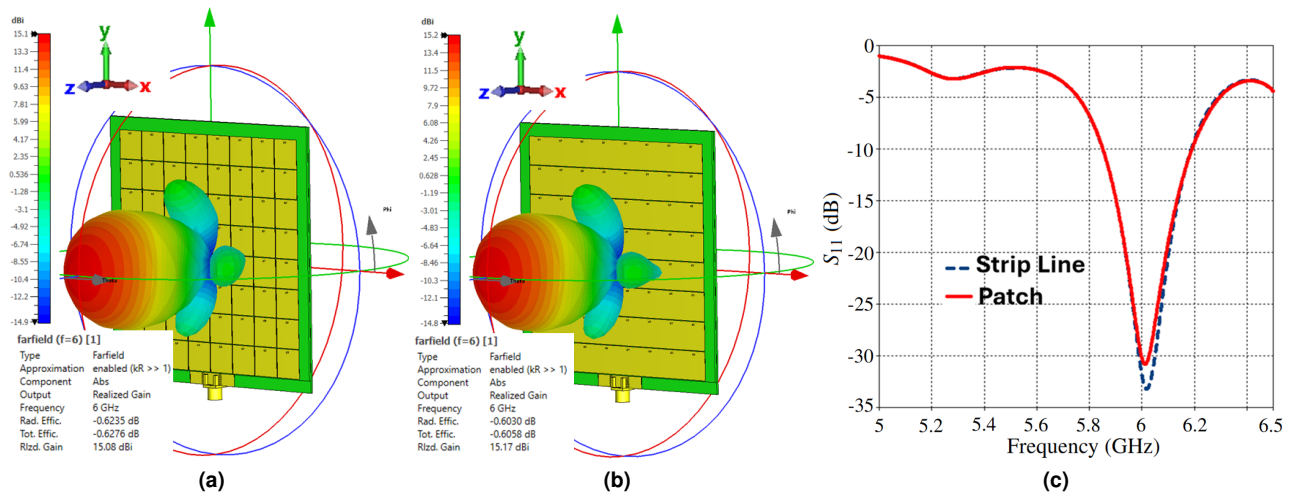 dBi
15.1
13.3
11.4
9.63
7.81
5.99
4.17
2.35
0.536
-1.28
-3.1
-4.92
-6.74
-8.55
-10.4
-12.2
-14.9
y
z
x
Phi
Theta
farfield (f=6) [1]
Type Farfield
Approximation enabled (kR >> 1)
Component Abs
Output Realized Gain
Frequency 6 GHz
Rad. Effic. -0.6235 dB
Tot. Effic. -0.6276 dB
Rlzd. Gain 15.08 dBi
(a)
dBi
15.2
13.4
11.5
9.72
7.9
6.09
4.27
2.45
0.628
-1.19
-3.01
-4.82
-6.64
-8.46
-10.3
-12.1
-14.8
y
z
x
Phi
Theta
farfield (f=6) [1]
Type Farfield
Approximation enabled (kR >> 1)
Component Abs
Output Realized Gain
Frequency 6 GHz
Rad. Effic. -0.6030 dB
Tot. Effic. -0.6058 dB
Rlzd. Gain 15.17 dBi
(b)
0
-5
-10
-15
-20
-25
-30
-35
S11 (dB)
Strip Line
Patch
5 5.2 5.4 5.6 5.8 6 6.2 6.4 6.5
Frequency (GHz)
(c)